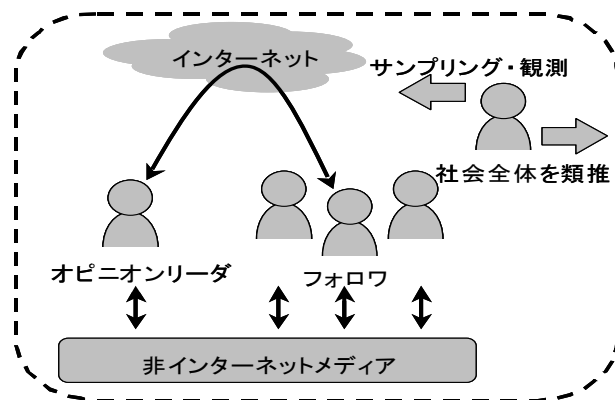 インターネット
サンプリング・観測
社会全体を類推
オピニオンリーダ
フォロワ
非インターネットメディア